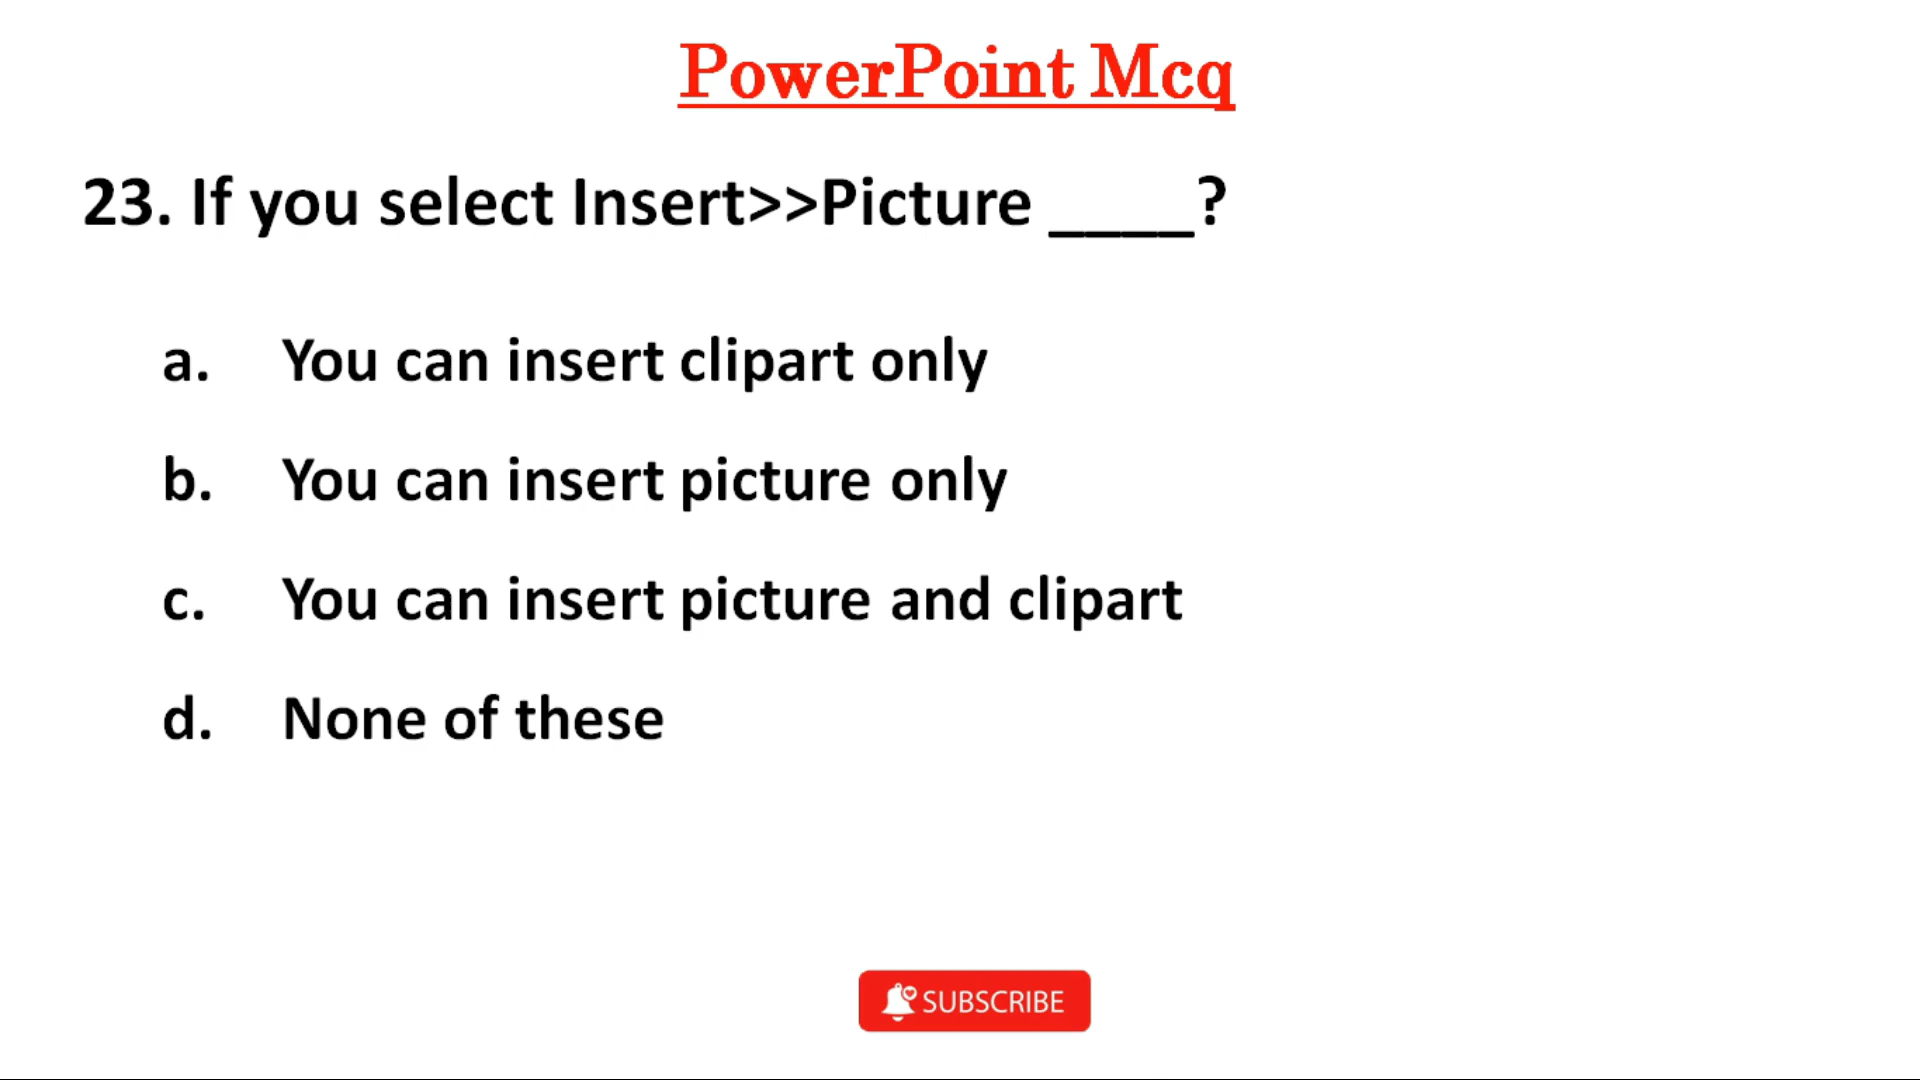 PowerPoint Mcq
23. If you select Insert>>Picture ____?
a. You can insert clipart only
b. You can insert picture only
c. You can insert picture and clipart
d. None of these
SUBSCRIBE